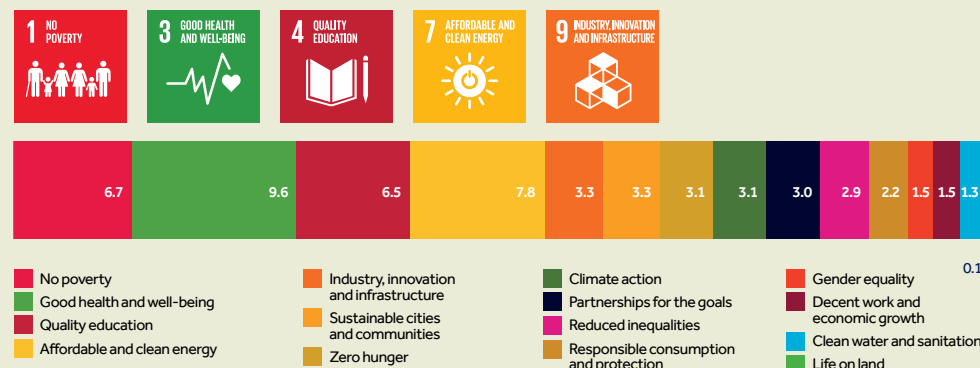 1 NO
POVERTY
3 GOOD HEALTH
AND WELL-BEING
4 QUALITY
EDUCATION
7 AFFORDABLE AND
CLEAN ENERGY
9 INDUSTRY, INNOVATION
AND INFRASTRUCTURE
6.7 9.6 6.5 7.8 3.3 3.3 3.1 3.1 3.0 2.9 2.2 1.5 1.5 1.3
0.1
No poverty
Good health and well-being
Quality education
Affordable and clean energy
Industry, innovation
and infrastructure
Sustainable cities
and communities
Zero hunger
Climate action
Partnerships for the goals
Reduced inequalities
Responsible consumption
and protection
Gender equality
Decent work and
economic growth
Clean water and sanitation
Life on land